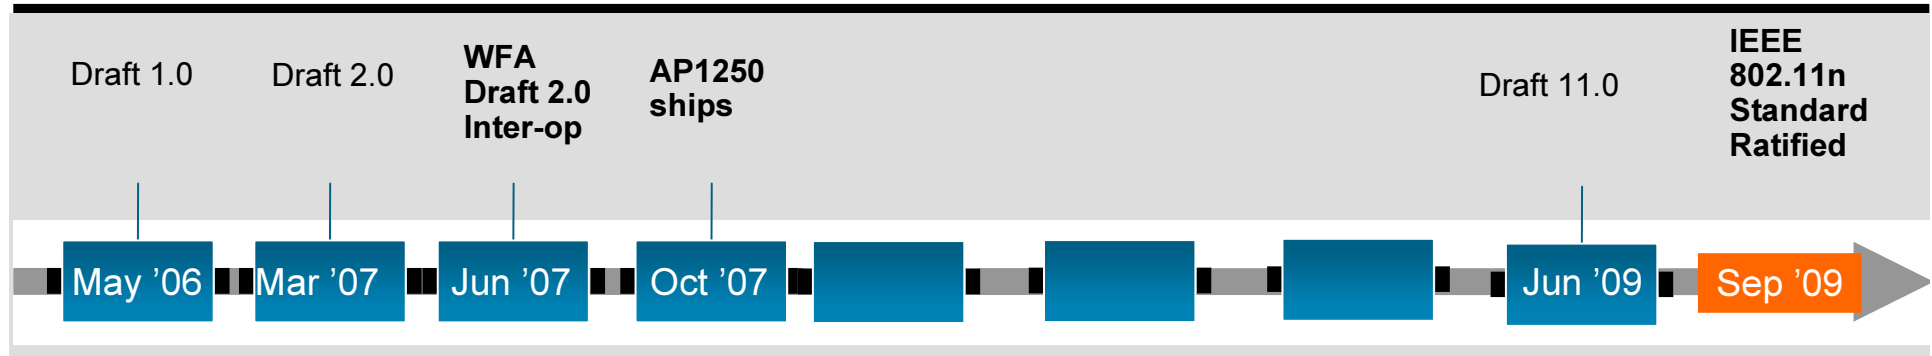 Draft 1.0
Draft 2.0
WFA
Draft 2.0
Inter-op
AP1250
ships
Draft 11.0
IEEE
802.11n
Standard
Ratified
May ’06
Mar ’07
Jun ’07
Oct ’07
Jun ’09
Sep ’09